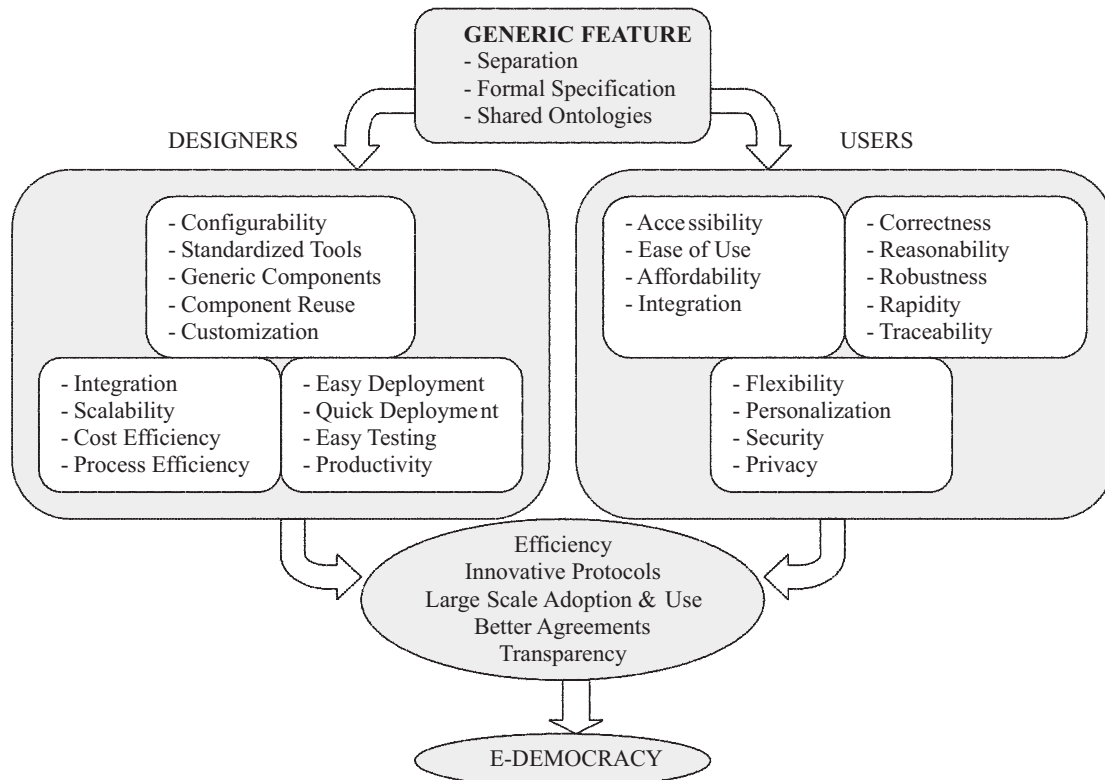 GENERIC FEATURE
- Separation
- Formal Specification
- Shared Ontologies
DESIGNERS
USERS
- Configurability
- Standardized Tools
- Generic Components
- Component Reuse
- Customization
- Integration
- Scalability
- Cost Efficiency
- Process Efficiency
- Easy Deployment
- Quick Deployment
- Easy Testing
- Productivity
- Accessibility
- Ease of Use
- Affordability
- Integration
- Correctness
- Reasonability
- Robustness
- Rapidity
- Traceability
- Flexibility
- Personalization
- Security
- Privacy
Efficiency
Innovative Protocols
Large Scale Adoption & Use
Better Agreements
Transparency
E-DEMOCRACY